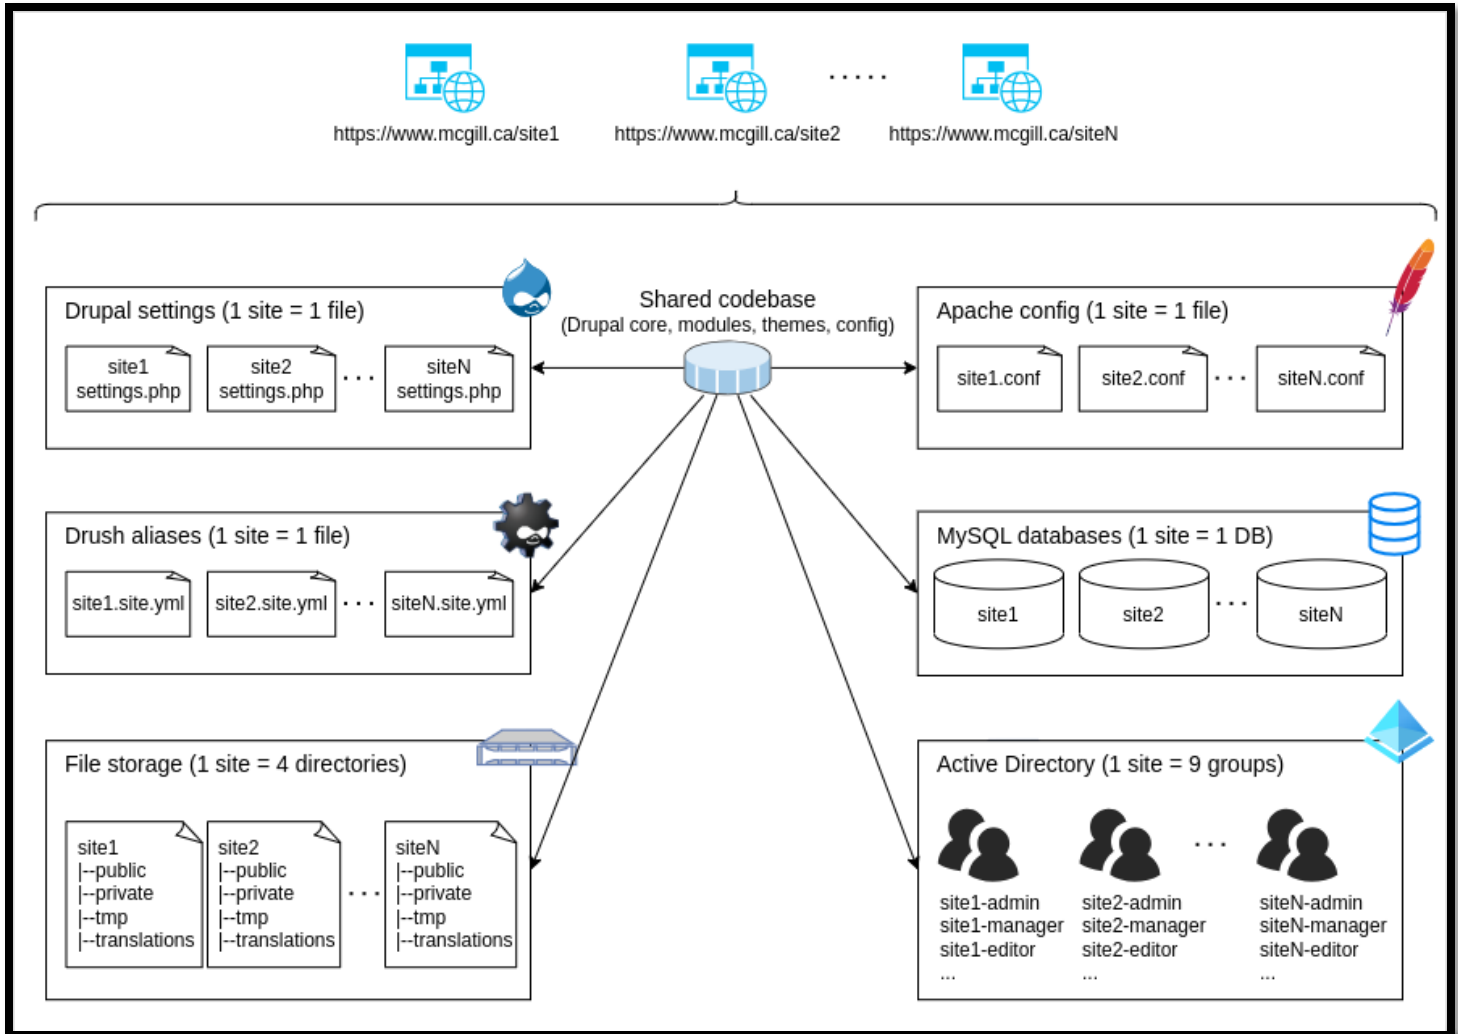 https://www.mcgill.ca/site1
https://www.mcgill.ca/site2
.....
https://www.mcgill.ca/siteN
Shared codebase
(Drupal core, modules, themes, config)
Drupal settings (1 site = 1 file)
site1
settings.php
site2
settings.php
...
siteN
settings.php
Apache config (1 site = 1 file)
site1.conf
site2.conf
...
siteN.conf
Drush aliases (1 site = 1 file)
site1.site.yml
site2.site.yml
...
siteN.site.yml
MySQL databases (1 site = 1 DB)
site1
site2
...
siteN
File storage (1 site = 4 directories)
site1
|--public
|--private
|--tmp
|--translations
site2
|--public
|--private
|--tmp
|--translations
...
siteN
|--public
|--private
|--tmp
|--translations
Active Directory (1 site = 9 groups)
site1-admin
site1-manager
site1-editor
...
site2-admin
site2-manager
site2-editor
...
...
siteN-admin
siteN-manager
siteN-editor
...